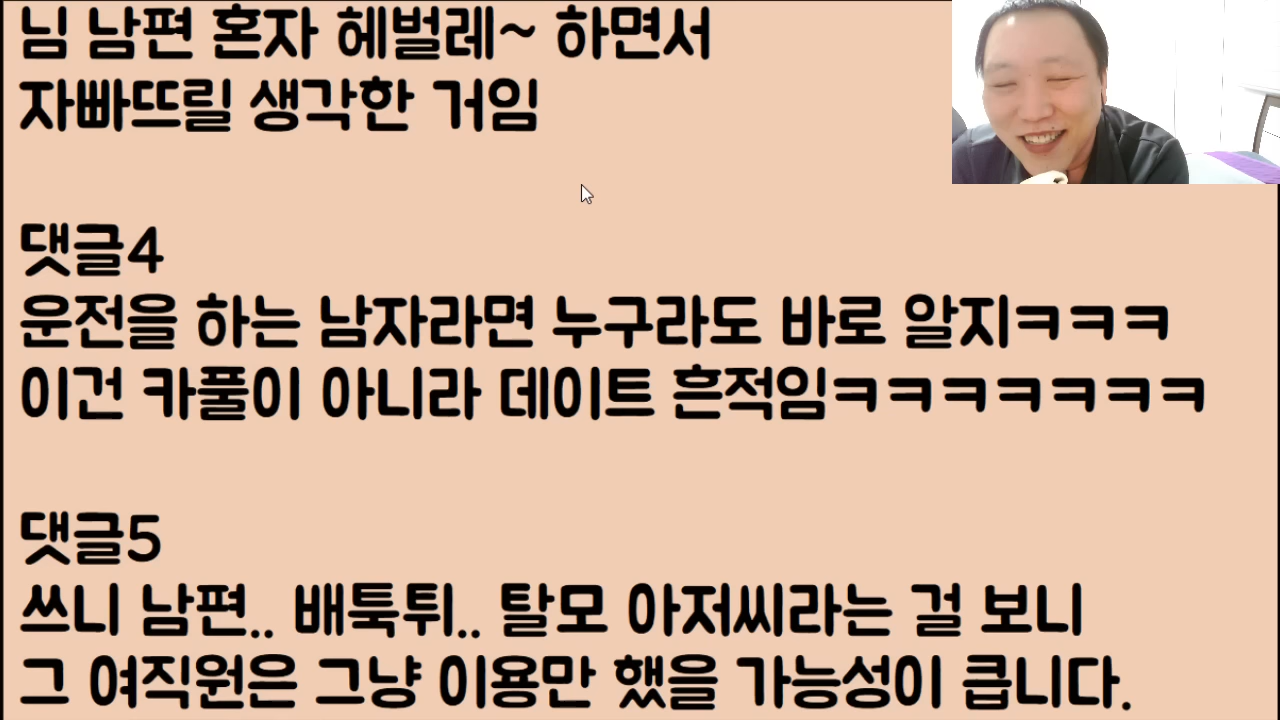 님 남편 혼자 헤벌레~ 하면서
자빠뜨릴 생각한 거임
댓글4
운전을 하는 남자라면 누구라도 바로 알지ㅋㅋㅋ
이건 카풀이 아니라 데이트 흔적임ㅋㅋㅋㅋㅋㅋㅋ
댓글5
쓰니 남편.. 배툭튀.. 탈모 아저씨라는 걸 보니
그 여직원은 그냥 이용만 했을 가능성이 큽니다.